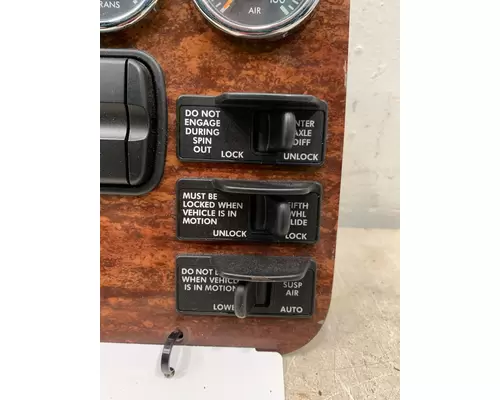 TRANS
AIR
DO NOT
ENGAGE
DURING
SPIN
OUT
LOCK
UNLOCK
MUST BE
LOCKED WHEN
VEHICLE IS IN
MOTION
UNLOCK
LOCK
DO NOT
WHEN VEHICLE
IS IN MOTION
SUSP
AIR
AUTO